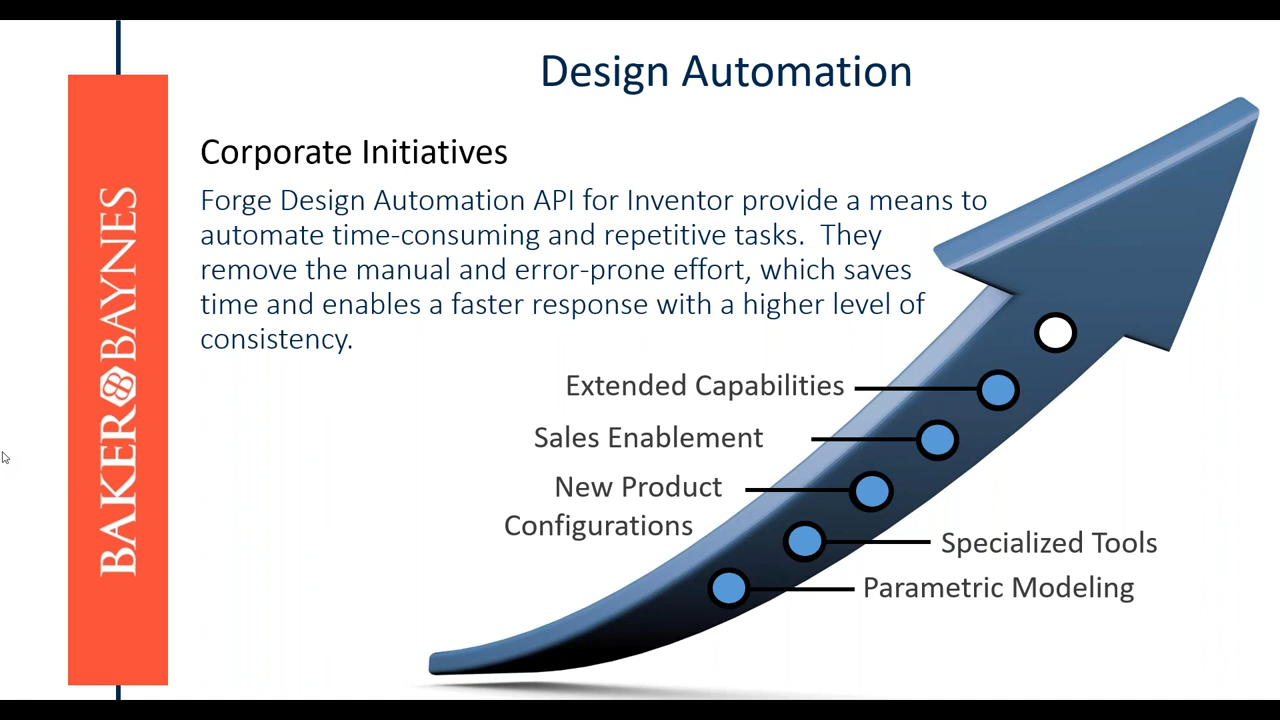 Design Automation
Corporate Initiatives
Forge Design Automation API for Inventor provide a means to
automate time-consuming and repetitive tasks.  They
remove the manual and error-prone effort, which saves
time and enables a faster response with a higher level of
consistency.
Extended Capabilities
Sales Enablement
New Product
Configurations
Specialized Tools
Parametric Modeling
BAKER BAYNES